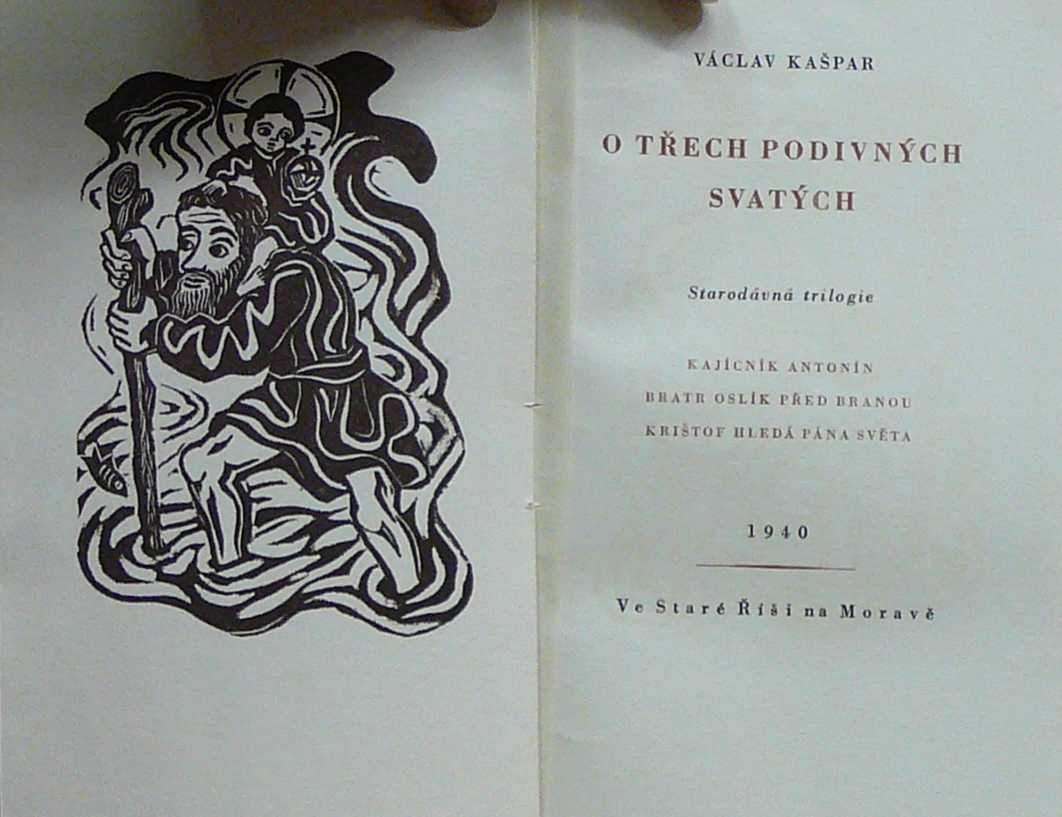 VÁCLAV KAŠPAR
O TŘECH PODIVNÝCH
SVATÝCH
Starodávná trilogie
KAJÍCNÍK ANTONÍN
BRATR OSLÍK PŘED BRANOU
KRIŠTOF HLEDÁ PÁNA SVĚTA
1940
Ve Staré Říši na Moravě